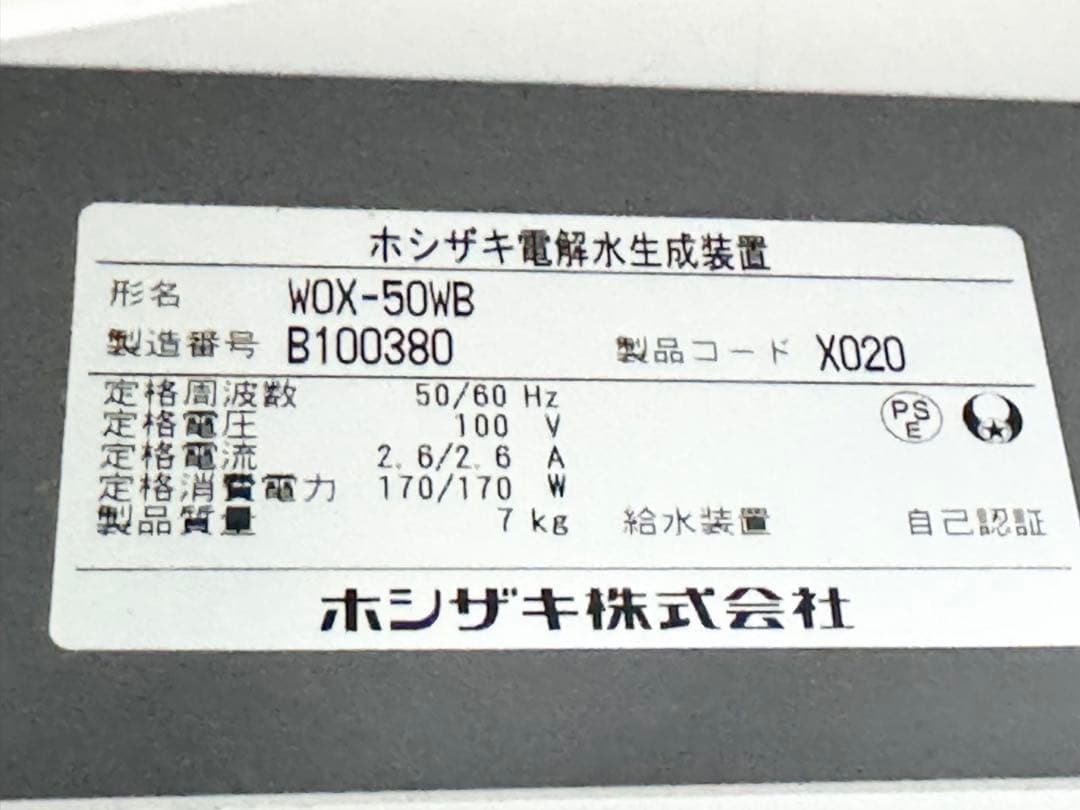 ホシザキ電解水生成装置
形名 WOX-50WB
製造番号 B100380 製品コード X020
定格周波数 50/60 Hz
定格電圧 100 V
定格電流 2.6/2.6 A
定格消費電力 170/170 W
製品質量 7 kg 給水装置 自己認証
PS
E
ホシザキ株式会社